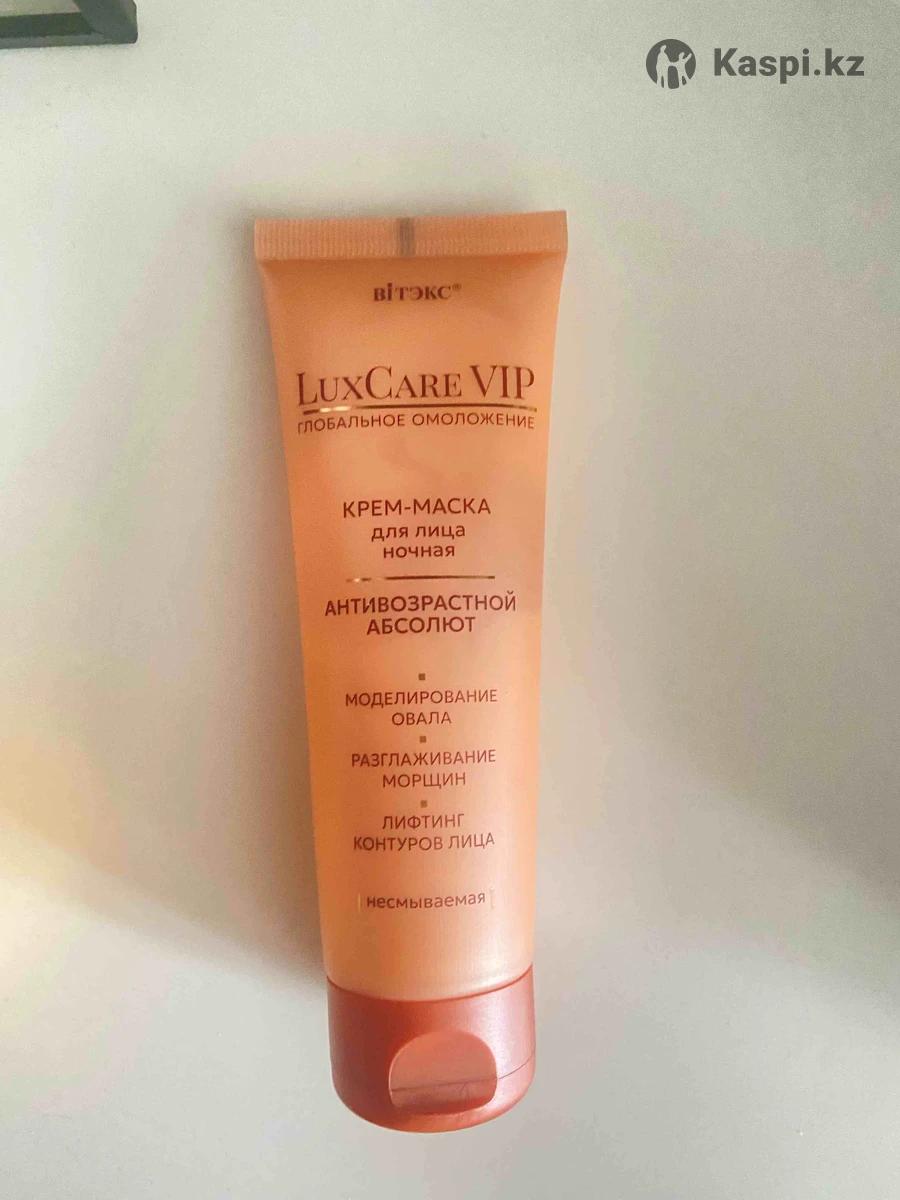 Kaspi.kz
вітэкс®
LUXCARE VIP
ГЛОБАЛЬНОЕ ОМОЛОЖЕНИЕ
КРЕМ-МАСКА
для лица
ночная
АНТИВОЗРАСТНОЙ
АБСОЛЮТ
МОДЕЛИРОВАНИЕ
ОВАЛА
РАЗГЛАЖИВАНИЕ
МОРЩИН
ЛИФТИНГ
КОНТУРОВ ЛИЦА
[несмываемая]